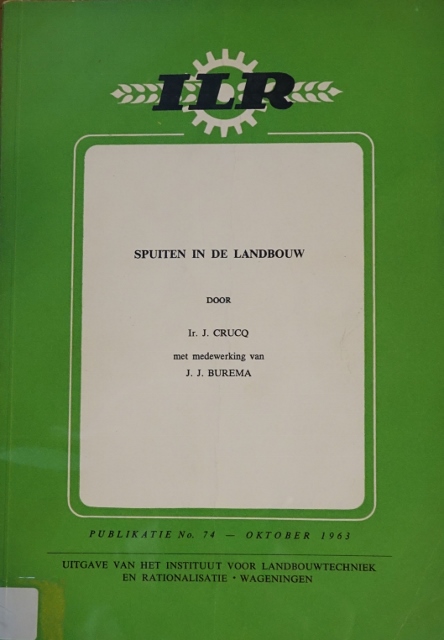 ILR
SPUITEN IN DE LANDBOUW
DOOR
Ir. J. CRUCQ
met medewerking van
J. J. BUREMA
PUBLIKATIE No. 74 — OKTOBER 1963
UITGAVE VAN HET INSTITUUT VOOR LANDBOUWTECHNIEK
EN RATIONALISATIE • WAGENINGEN